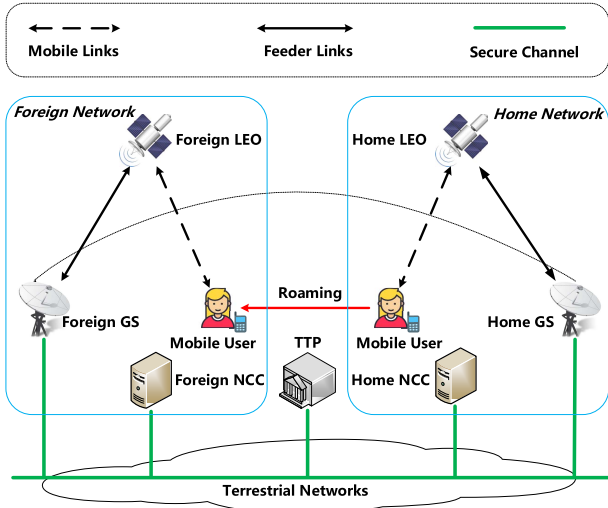 Mobile Links
Feeder Links
Secure Channel
Foreign Network
Home Network
Foreign LEO
Home LEO
Roaming
Foreign GS
Mobile User
TTP
Mobile User
Home GS
Foreign NCC
Home NCC
Terrestrial Networks